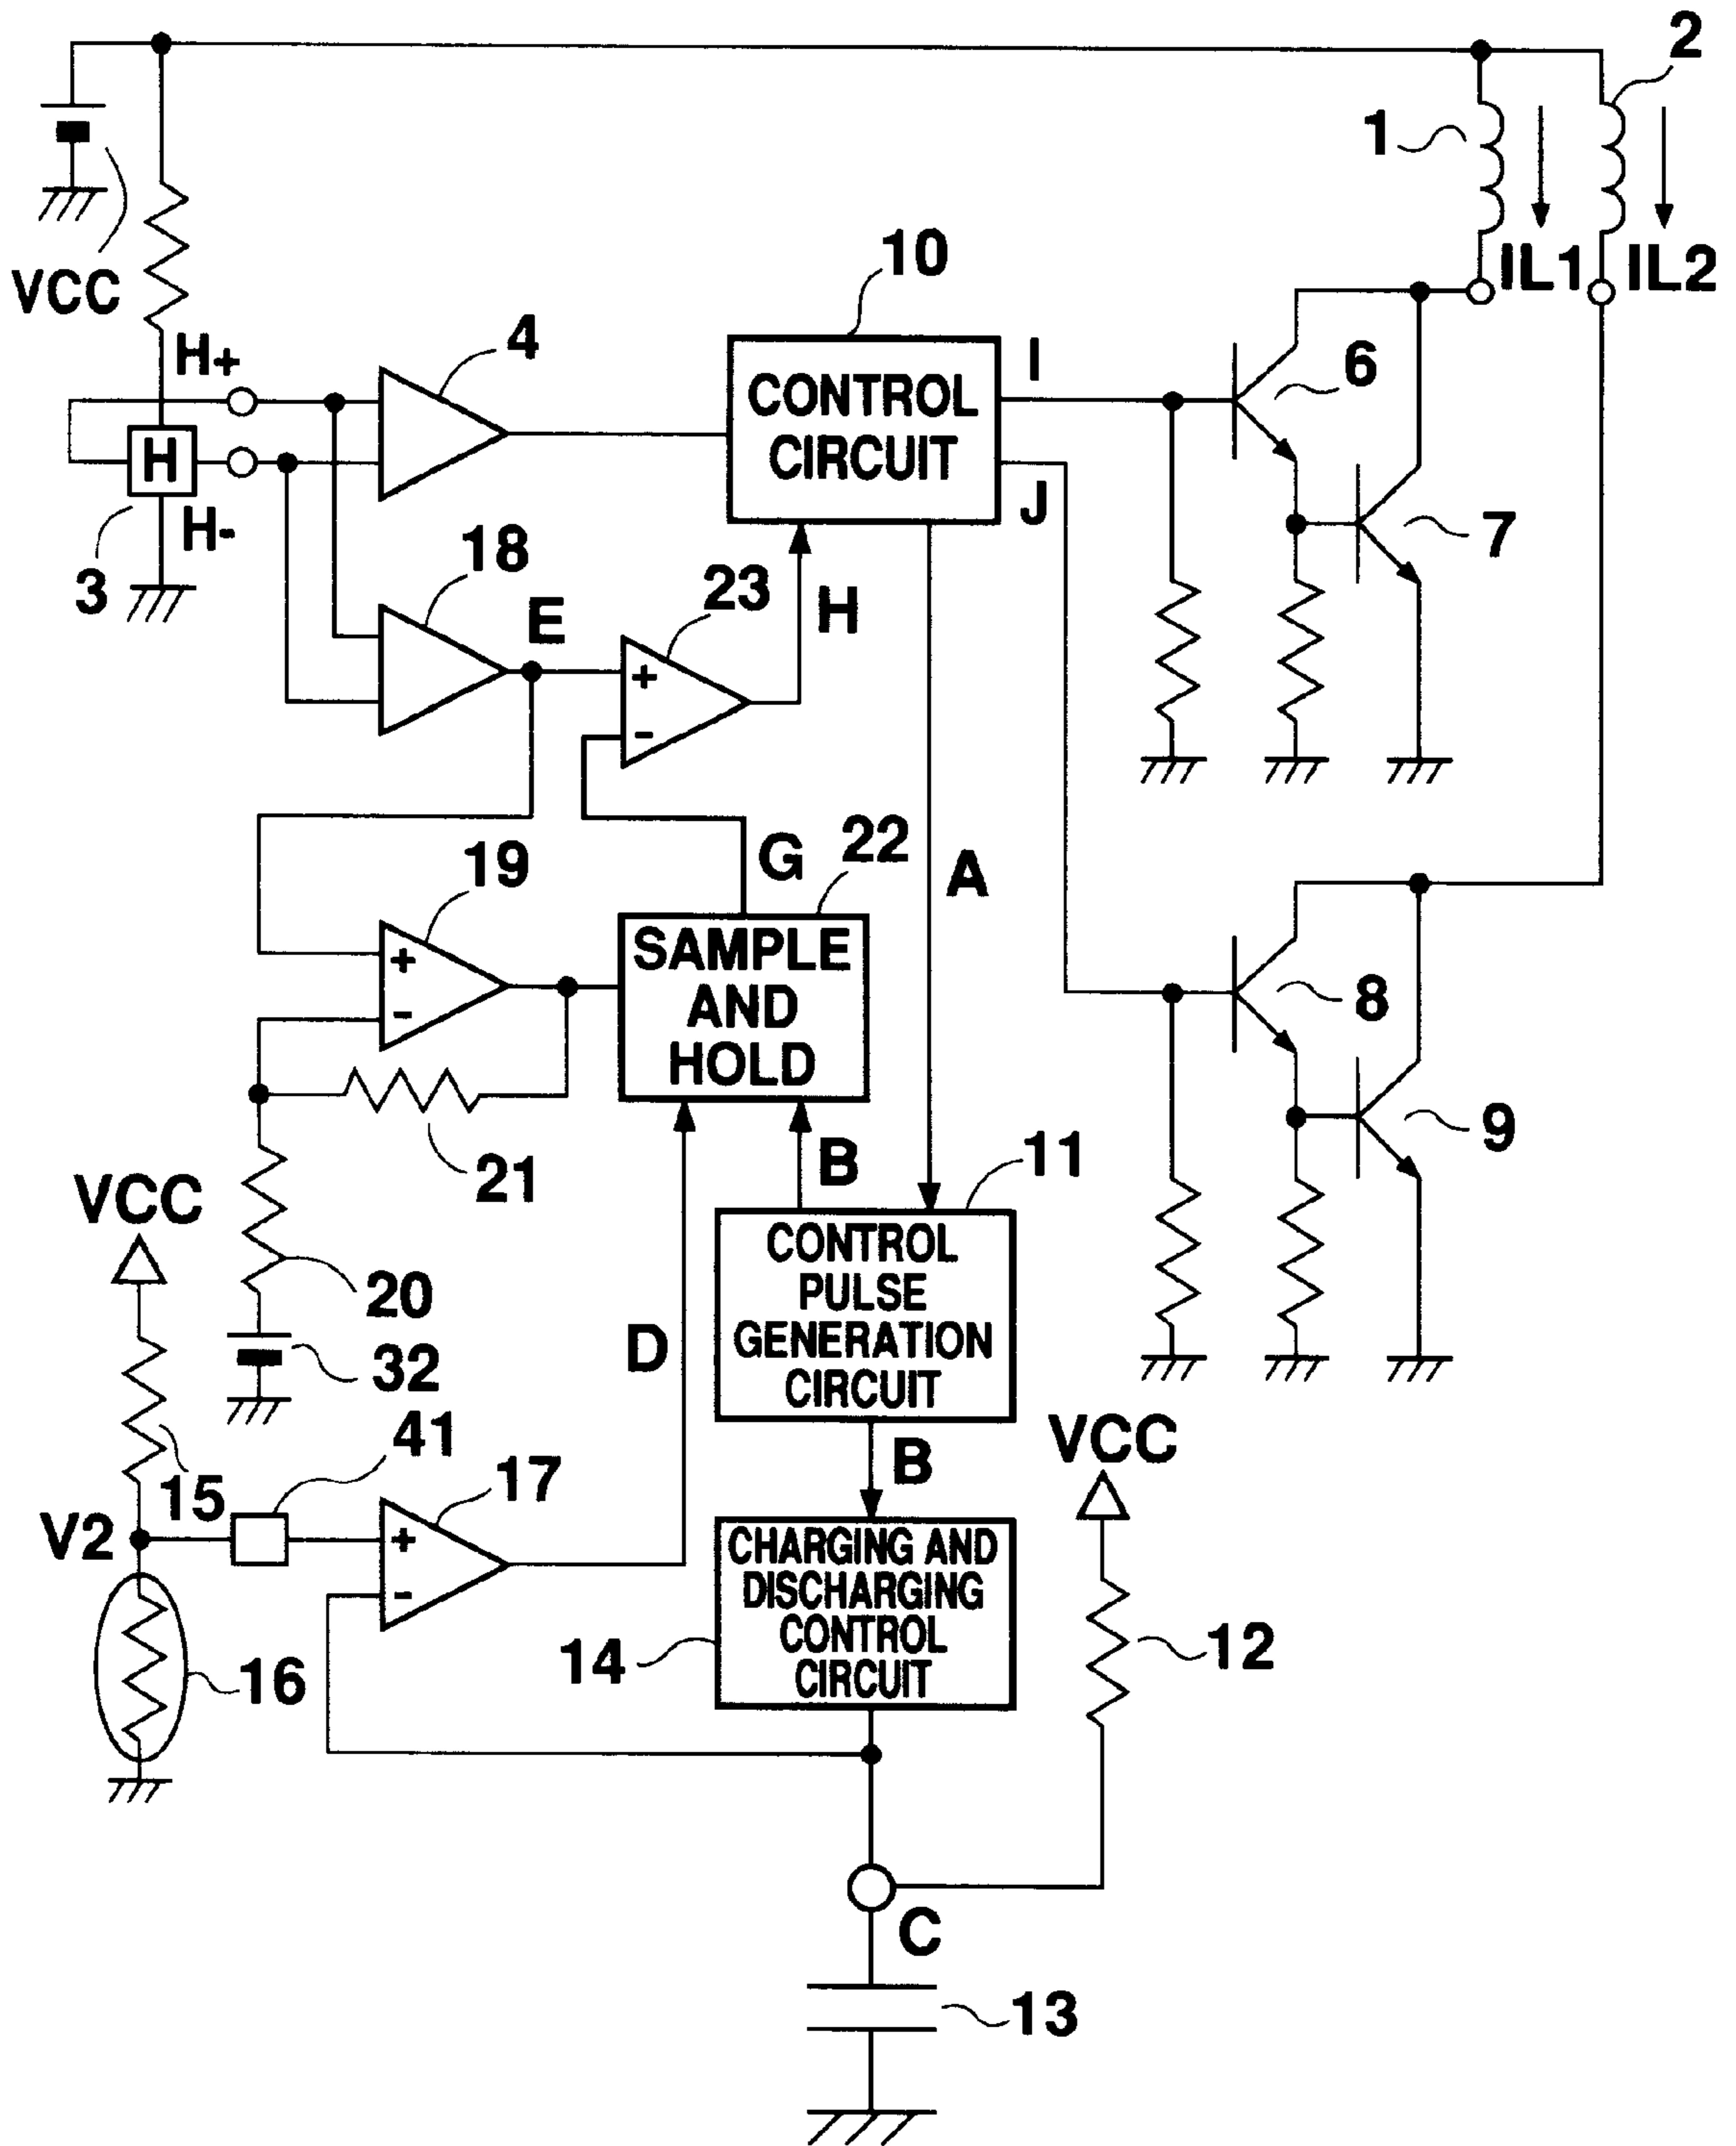 2
1
VCC
IL1
IL2
10
H+
4
CONTROL
CIRCUIT
I
6
H
H-
J
7
3
18
E
23
H
G
22
A
19
+
-
+
-
SAMPLE
AND
HOLD
8
9
21
B
11
VCC
20
CONTROL
PULSE
GENERATION
CIRCUIT
D
32
41
15
17
B
VCC
V2
+
-
CHARGING AND
DISCHARGING
CONTROL
CIRCUIT
14
12
16
C
13